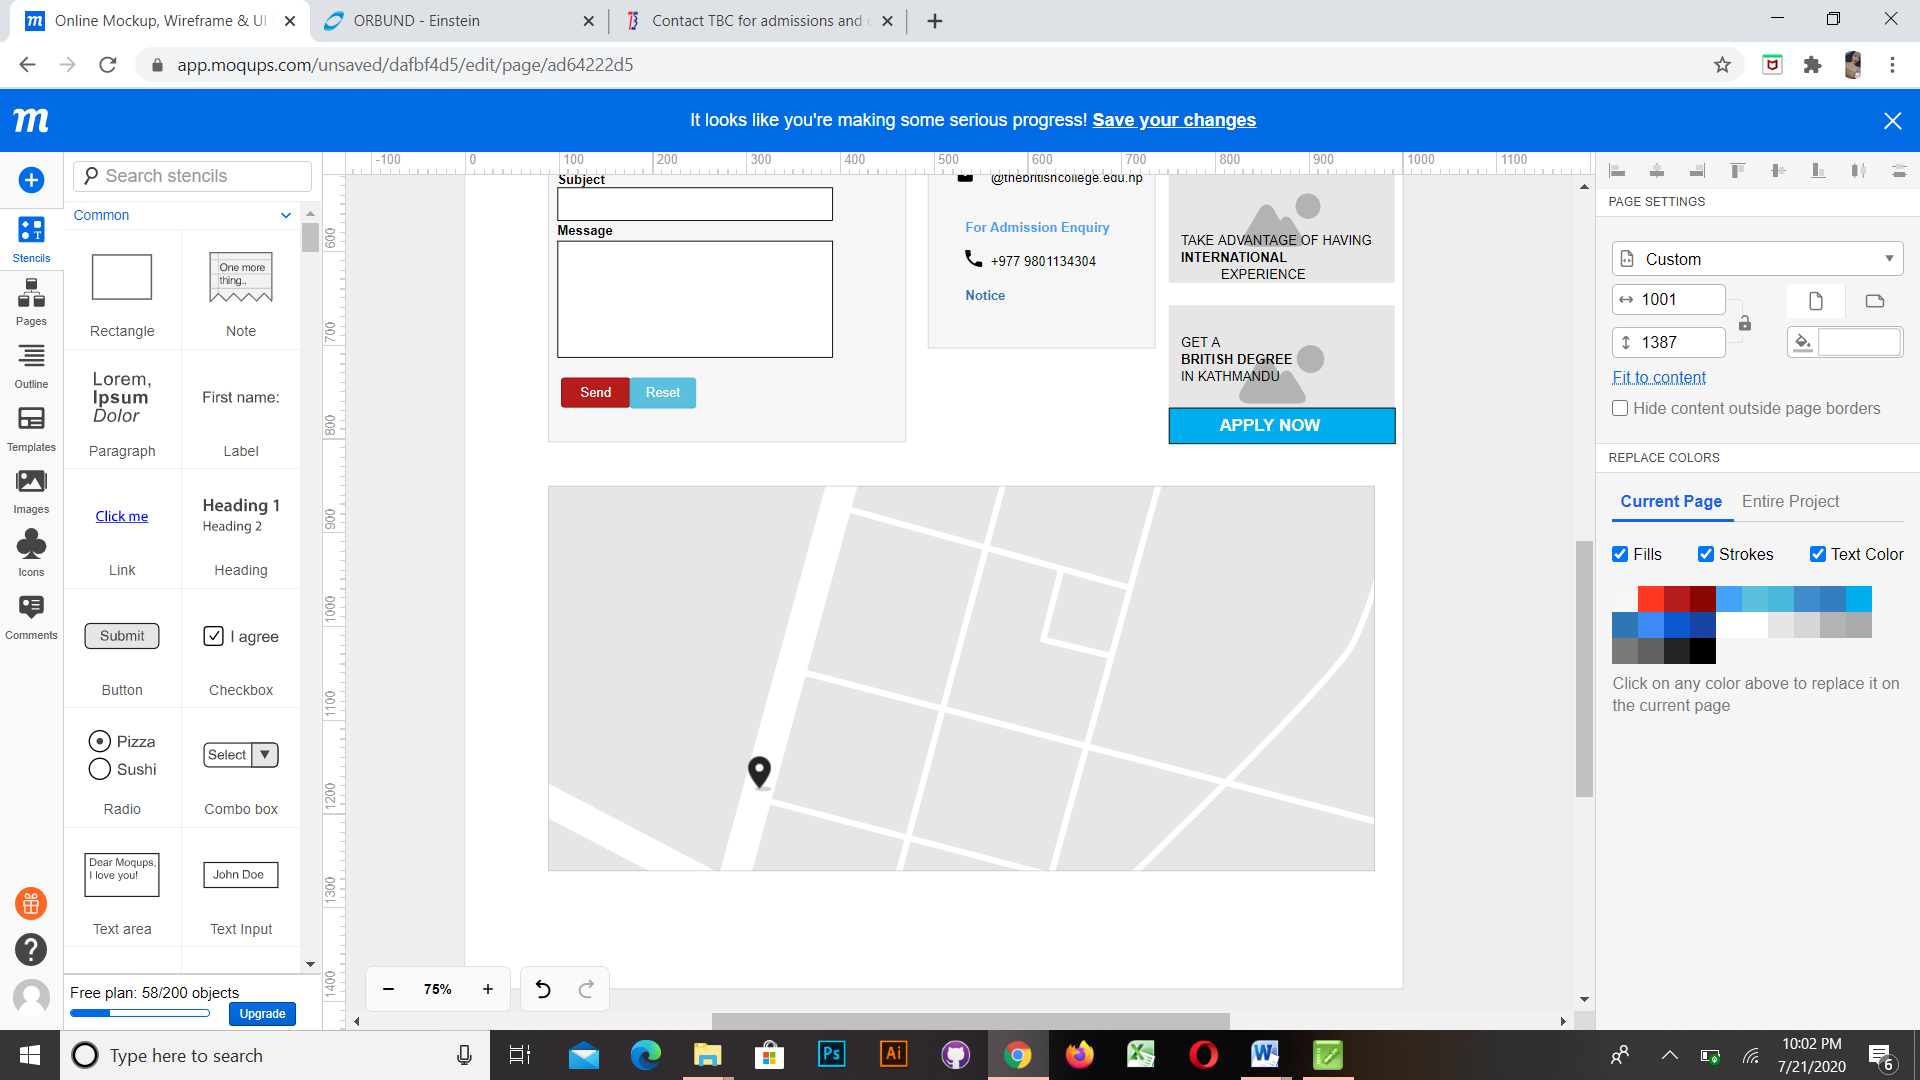 Online Mockup, Wireframe & UI
ORBUND - Einstein
Contact TBC for admissions and
app.moqups.com/unsaved/dafbf4d5/edit/page/ad64222d5
m
It looks like you're making some serious progress! Save your changes
Search stencils
Common
Stencils
Pages
Outline
Templates
Images
Icons
Comments
Rectangle
One more
thing..
Note
Lorem,
Ipsum
Dolor
Paragraph
First name:
Label
Click me
Link
Heading 1
Heading 2
Heading
Submit
Button
I agree
Checkbox
Pizza
Sushi
Radio
Select
Combo box
Dear Moqups,
I love you!
Text area
John Doe
Text Input
Free plan: 58/200 objects
Upgrade
-100 0 100 200 300 400 500 600 700 800 900 1000 1100
600
700
800
900
1000
1100
1200
1300
1400
Subject
Message
Send
Reset
@thebritishcollege.edu.np
For Admission Enquiry
+977 9801134304
Notice
TAKE ADVANTAGE OF HAVING
INTERNATIONAL
EXPERIENCE
GET A
BRITISH DEGREE
IN KATHMANDU
APPLY NOW
75%
PAGE SETTINGS
Custom
1001
1387
Fit to content
Hide content outside page borders
REPLACE COLORS
Current Page
Entire Project
Fills
Strokes
Text Color
Click on any color above to replace it on
the current page
Type here to search
Ps
Ai
10:02 PM
7/21/2020
6